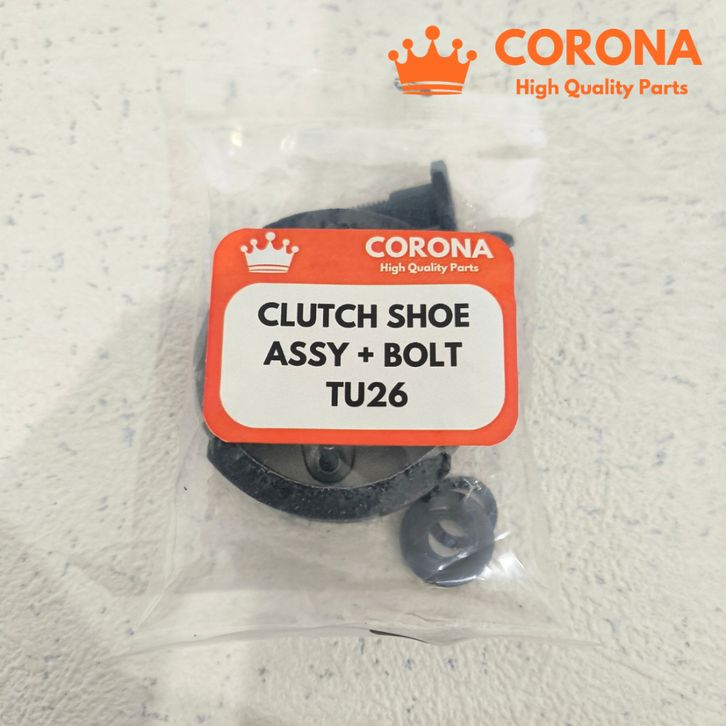 CORONA
High Quality Parts
CORONA
High Quality Parts
CLUTCH SHOE
ASSY + BOLT
TU26